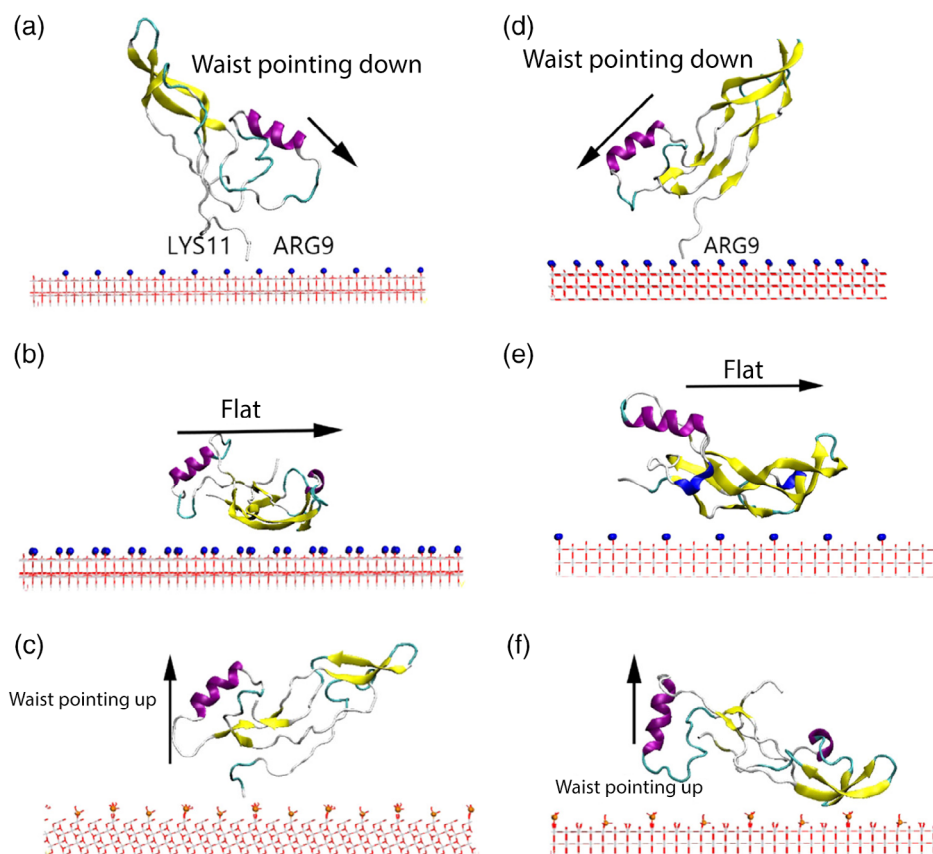 (a)
Waist pointing down
LYS11
ARG9
(d)
Waist pointing down
ARG9
(b)
Flat
(e)
Flat
(c)
Waist pointing up
(f)
Waist pointing up